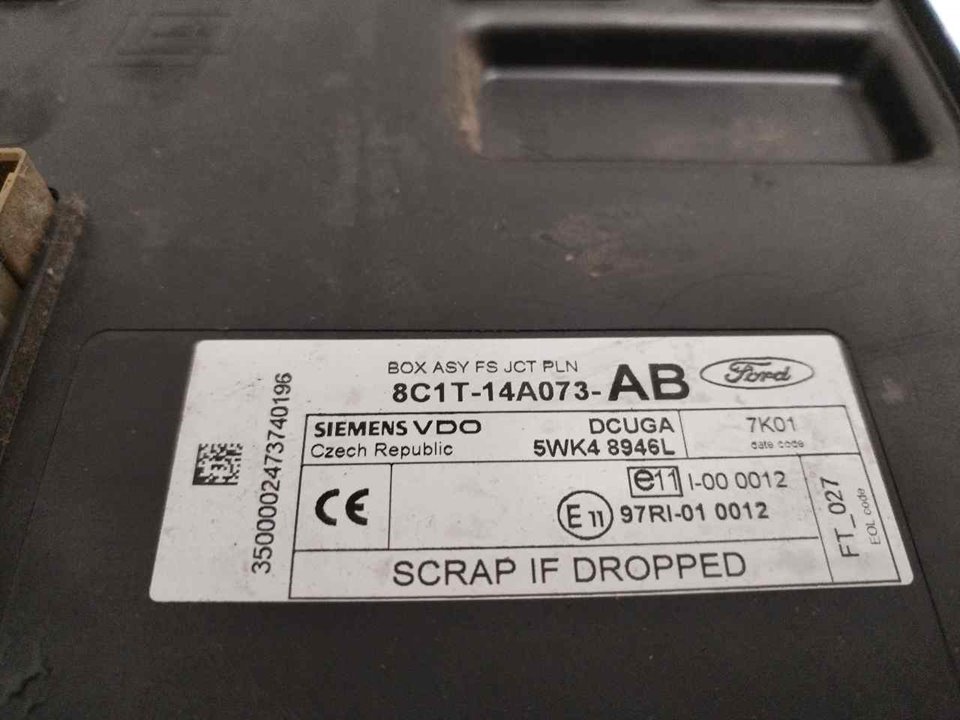 BOX ASY FS JCT PLN
8C1T-14A073-AB
Ford
SIEMENS VDO
Czech Republic
DCUGA
5WK4 8946L
7K01
date code
CE
e11 I-00 0012
E 11 97RI-01 0012
FT_027
EOL code
SCRAP IF DROPPED
3500002473740196